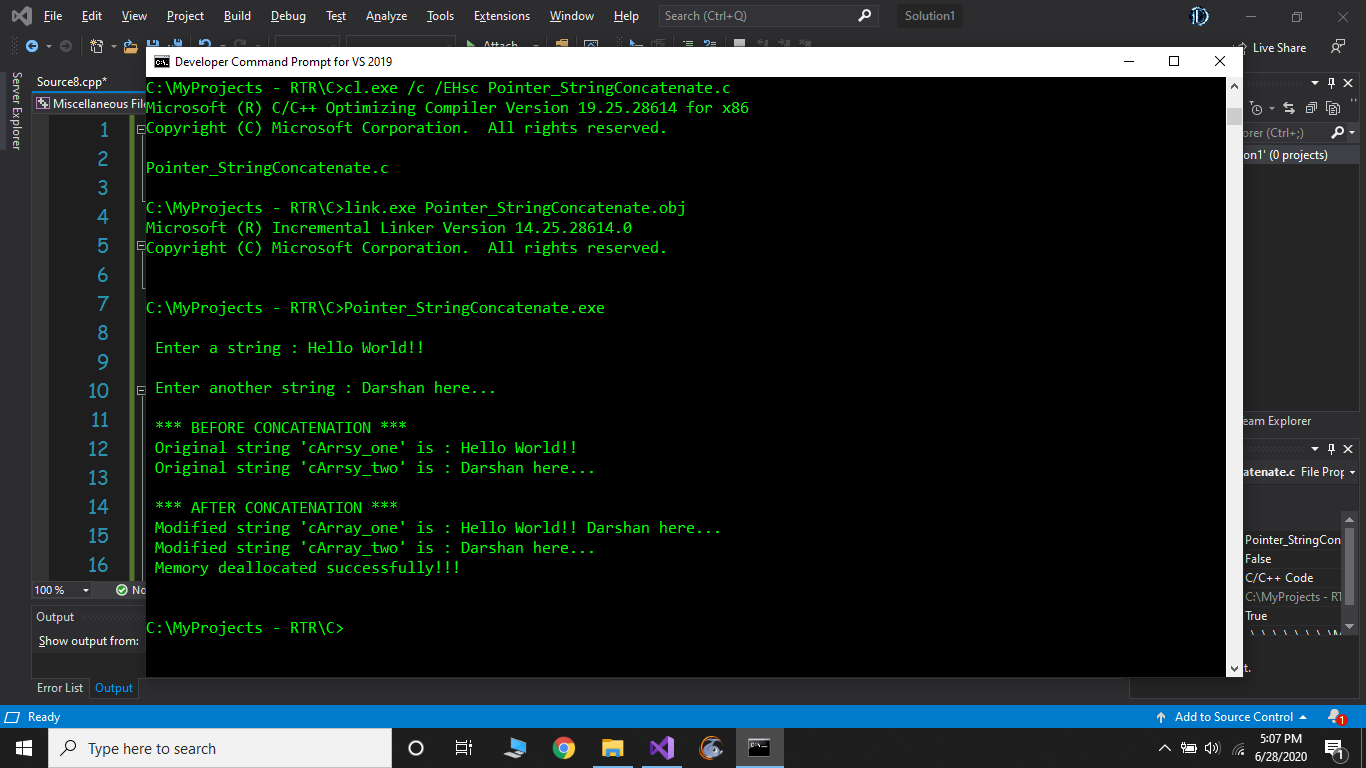 File Edit View Project Build Debug Test Analyze Tools Extensions Window Help Search (Ctrl+Q) Solution1
Attach Live Share
Developer Command Prompt for VS 2019
Server Explorer
Source8.cpp*
Miscellaneous Fil
1
2
3
4
5
6
7
8
9
10
11
12
13
14
15
16
C:\MyProjects - RTR\C>cl.exe /c /EHsc Pointer_StringConcatenate.c
Microsoft (R) C/C++ Optimizing Compiler Version 19.25.28614 for x86
Copyright (C) Microsoft Corporation.  All rights reserved.
Pointer_StringConcatenate.c
C:\MyProjects - RTR\C>link.exe Pointer_StringConcatenate.obj
Microsoft (R) Incremental Linker Version 14.25.28614.0
Copyright (C) Microsoft Corporation.  All rights reserved.
C:\MyProjects - RTR\C>Pointer_StringConcatenate.exe
Enter a string : Hello World!!
Enter another string : Darshan here...
*** BEFORE CONCATENATION ***
Original string 'cArrsy_one' is : Hello World!!
Original string 'cArrsy_two' is : Darshan here...
*** AFTER CONCATENATION ***
Modified string 'cArray_one' is : Hello World!! Darshan here...
Modified string 'cArray_two' is : Darshan here...
Memory deallocated successfully!!!
C:\MyProjects - RTR\C>
orer (Ctrl+;)
on1' (0 projects)
eam Explorer
atenate.c File Prop
Pointer_StringCon
False
C/C++ Code
C:\MyProjects - RT
True
t.
100 % No
Output
Show output from:
Error List Output
Ready Add to Source Control 1
Type here to search
5:07 PM
6/28/2020
1